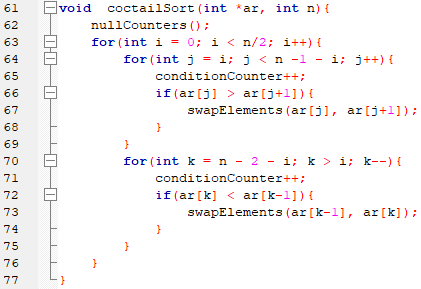 61 void  coctailSort(int *ar, int n){
62     nullCounters();
63     for(int i = 0; i < n/2; i++){
64         for(int j = i; j < n -1 - i; j++){
65             conditionCounter++;
66             if(ar[j] > ar[j+1]){
67                 swapElements(ar[j], ar[j+1]);
68             }
69         }
70         for(int k = n - 2 - i; k > i; k--){
71             conditionCounter++;
72             if(ar[k] < ar[k-1]){
73                 swapElements(ar[k-1], ar[k]);
74             }
75         }
76     }
77 }